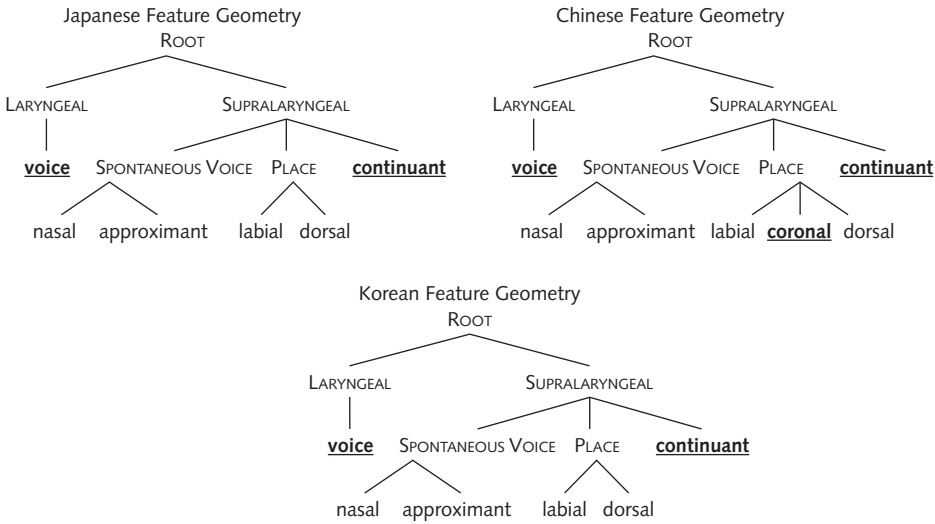 Japanese Feature Geometry
ROOT
LARYNGEAL SUPRALARYNGEAL
voice SPONTANEOUS VOICE PLACE continuant
nasal approximant labial dorsal
Chinese Feature Geometry
ROOT
LARYNGEAL SUPRALARYNGEAL
voice SPONTANEOUS VOICE PLACE continuant
nasal approximant labial coronal dorsal
Korean Feature Geometry
ROOT
LARYNGEAL SUPRALARYNGEAL
voice SPONTANEOUS VOICE PLACE continuant
nasal approximant labial dorsal